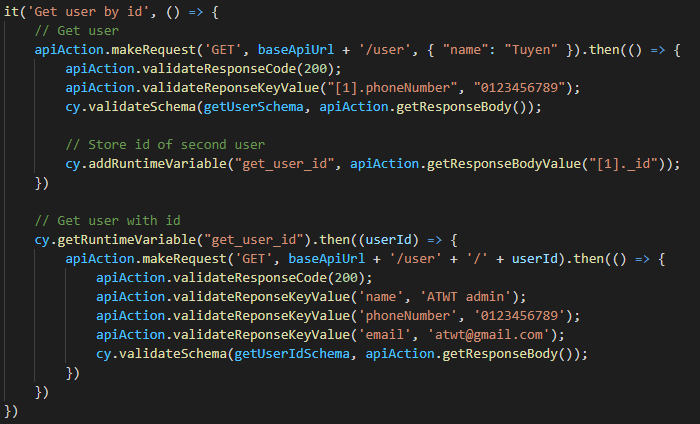 it('Get user by id', () => {
    // Get user
    apiAction.makeRequest('GET', baseApiUrl + '/user', { "name": "Tuyen" }).then(() => {
        apiAction.validateResponseCode(200);
        apiAction.validateReponseKeyValue("[1].phoneNumber", "0123456789");
        cy.validateSchema(getUserSchema, apiAction.getResponseBody());

        // Store id of second user
        cy.addRuntimeVariable("get_user_id", apiAction.getResponseBodyValue("[1]._id"));
    })

    // Get user with id
    cy.getRuntimeVariable("get_user_id").then((userId) => {
        apiAction.makeRequest('GET', baseApiUrl + '/user' + '/' + userId).then(() => {
            apiAction.validateResponseCode(200);
            apiAction.validateReponseKeyValue('name', 'ATWT admin');
            apiAction.validateReponseKeyValue('phoneNumber', '0123456789');
            apiAction.validateReponseKeyValue('email', 'atwt@gmail.com');
            cy.validateSchema(getUserIdSchema, apiAction.getResponseBody());
        })
    })
})